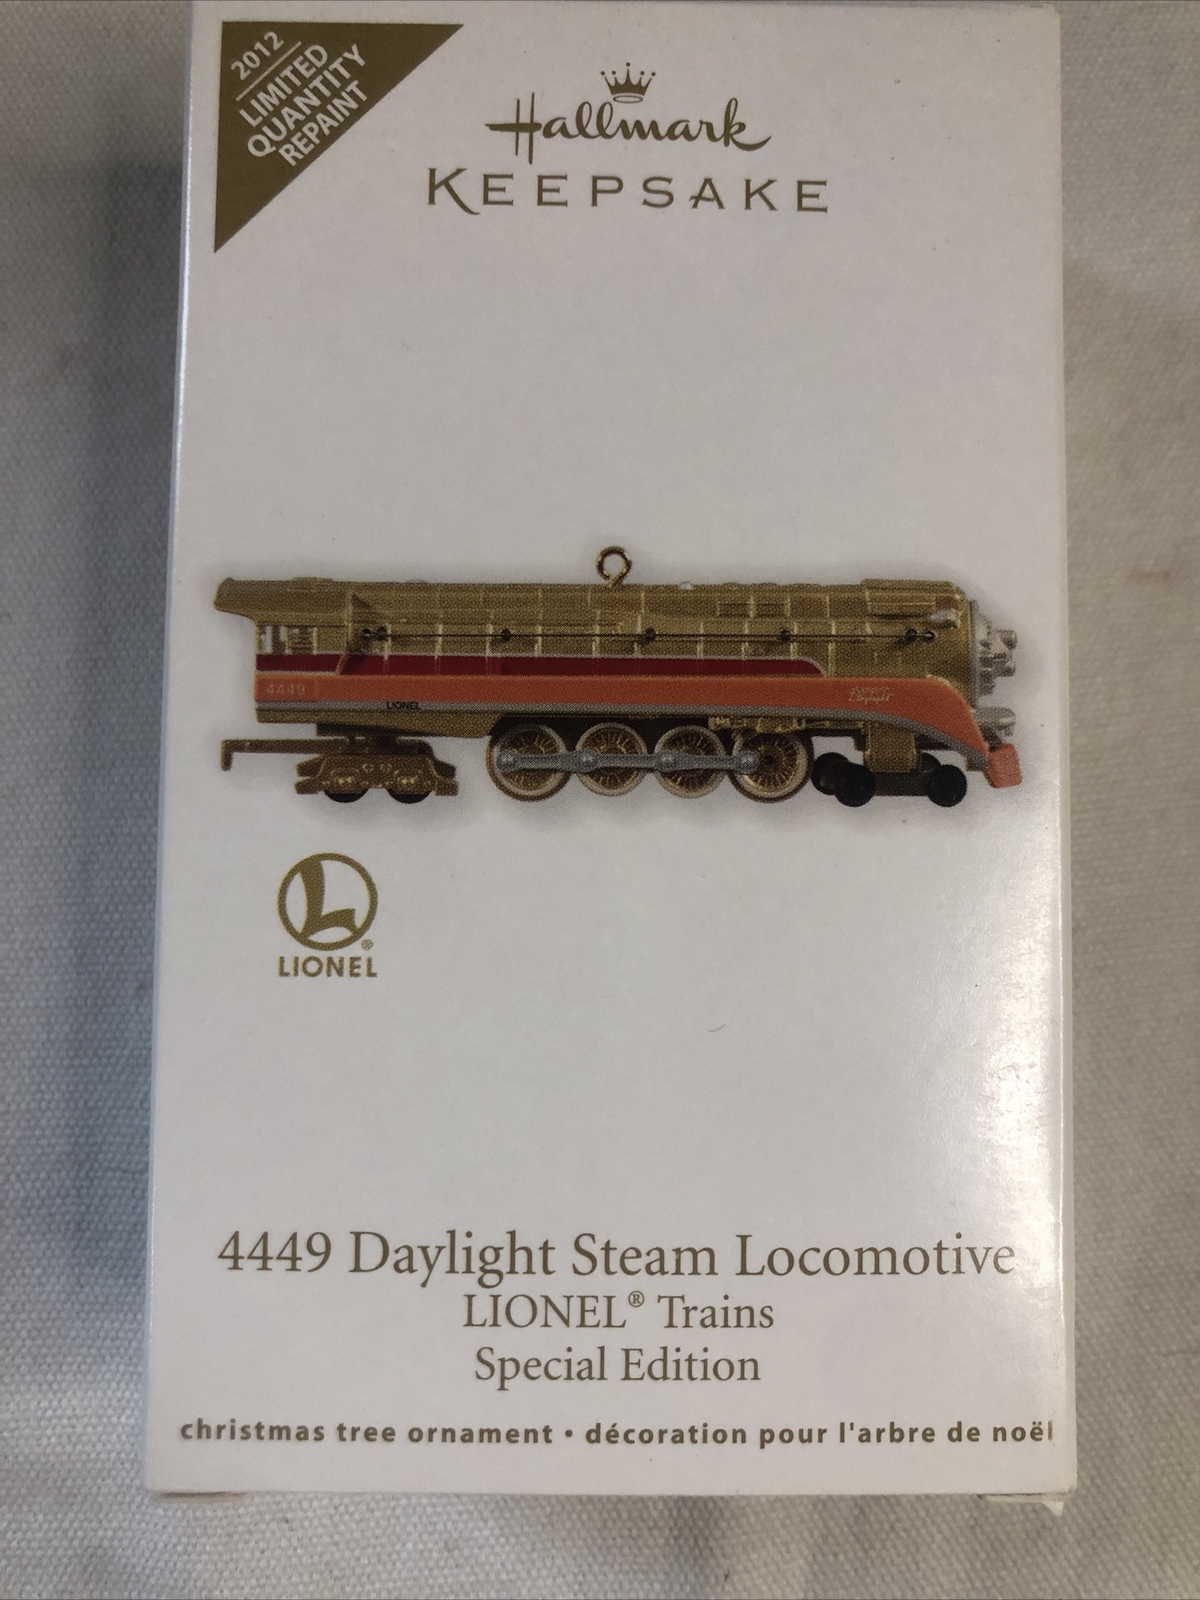 2012
LIMITED
QUANTITY
REPAINT
Hallmark
KEEPSAKE
4449
LIONEL
Daylight
L®
LIONEL
4449 Daylight Steam Locomotive
LIONEL® Trains
Special Edition
christmas tree ornament • décoration pour l'arbre de noël